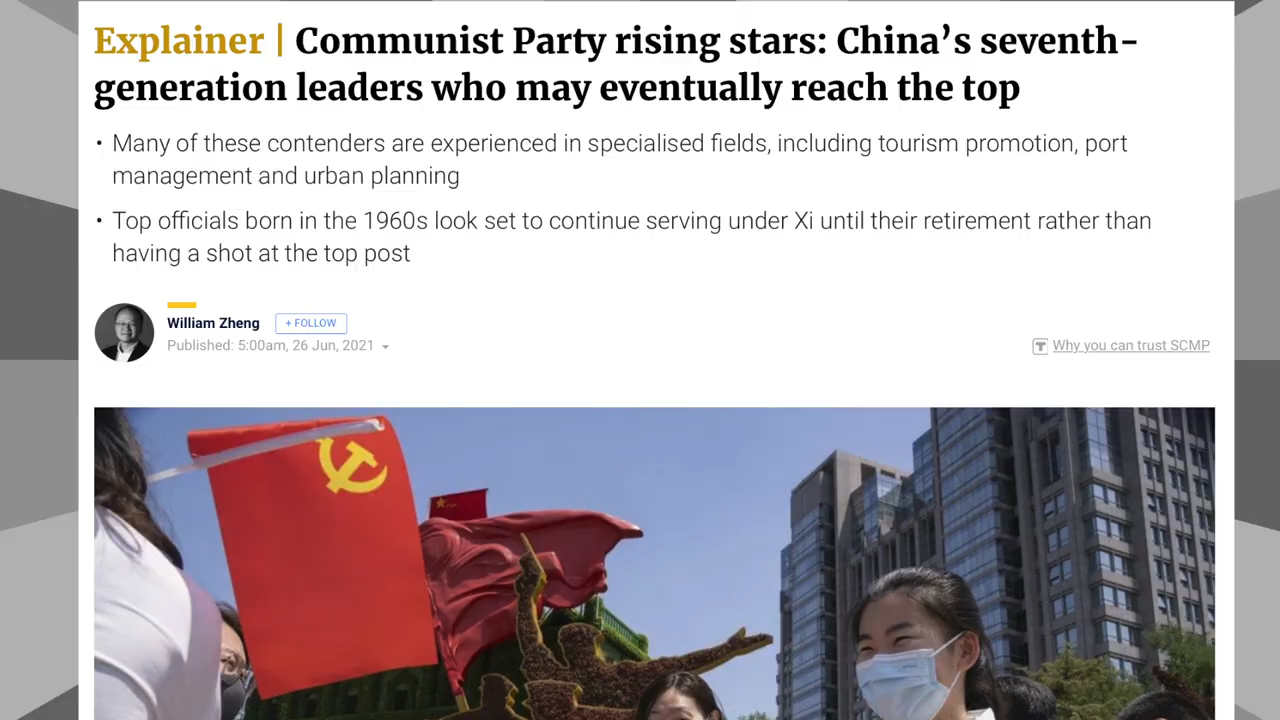 Explainer | Communist Party rising stars: China’s seventh-
generation leaders who may eventually reach the top
• Many of these contenders are experienced in specialised fields, including tourism promotion, port
management and urban planning
• Top officials born in the 1960s look set to continue serving under Xi until their retirement rather than
having a shot at the top post
William Zheng + FOLLOW
Published: 5:00am, 26 Jun, 2021
T Why you can trust SCMP